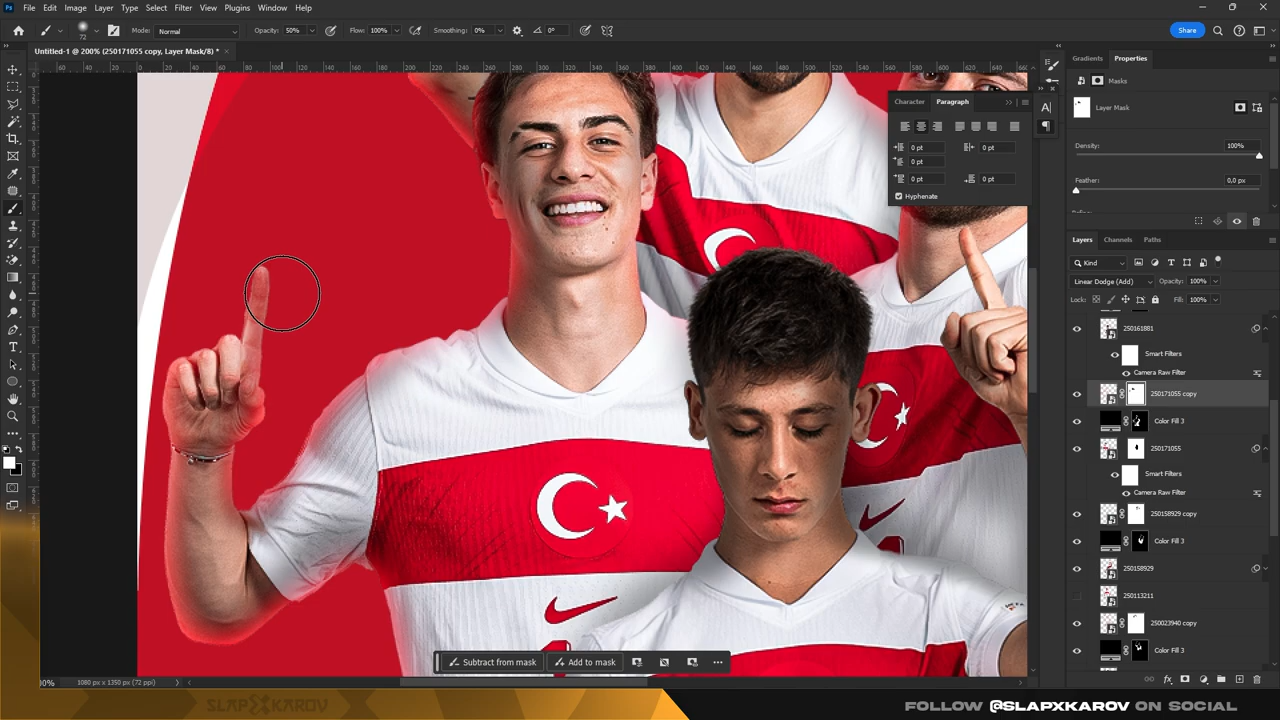 File Edit Image Layer Type Select Filter View Plugins Window Help
72 Mode: Normal Opacity: 50% Flow: 100% Smoothing: 0% 0° Share
Untitled-1 @ 200% (250171055 copy, Layer Mask/8) *
Gradients Properties
Masks
Layer Mask
Density: 100%
Feather: 0,0 px
Character Paragraph
0 pt 0 pt
0 pt
0 pt 0 pt
Hyphenate
Layers Channels Paths
Kind
Linear Dodge (Add) Opacity: 100%
Lock: Fill: 100%
250161881
Smart Filters
Camera Raw Filter
250171055 copy
Color Fill 3
250171055
Smart Filters
Camera Raw Filter
250158929 copy
Color Fill 3
250158929
250113211
250023940 copy
Color Fill 3
Subtract from mask Add to mask
1080 px x 1350 px (72 ppi)
SLAPXKAROV
FOLLOW @SLAPXKAROV ON SOCIAL